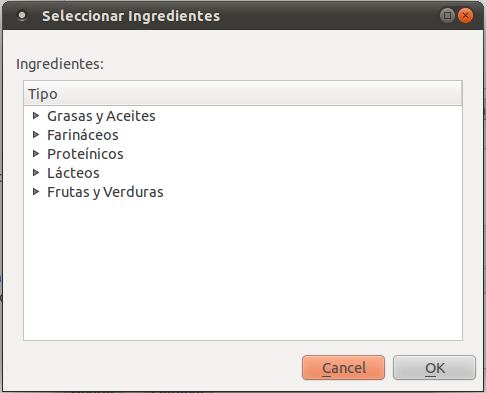 Seleccionar Ingredientes
Ingredientes:
Tipo
Grasas y Aceites
Farináceos
Proteínicos
Lácteos
Frutas y Verduras
Cancel
OK